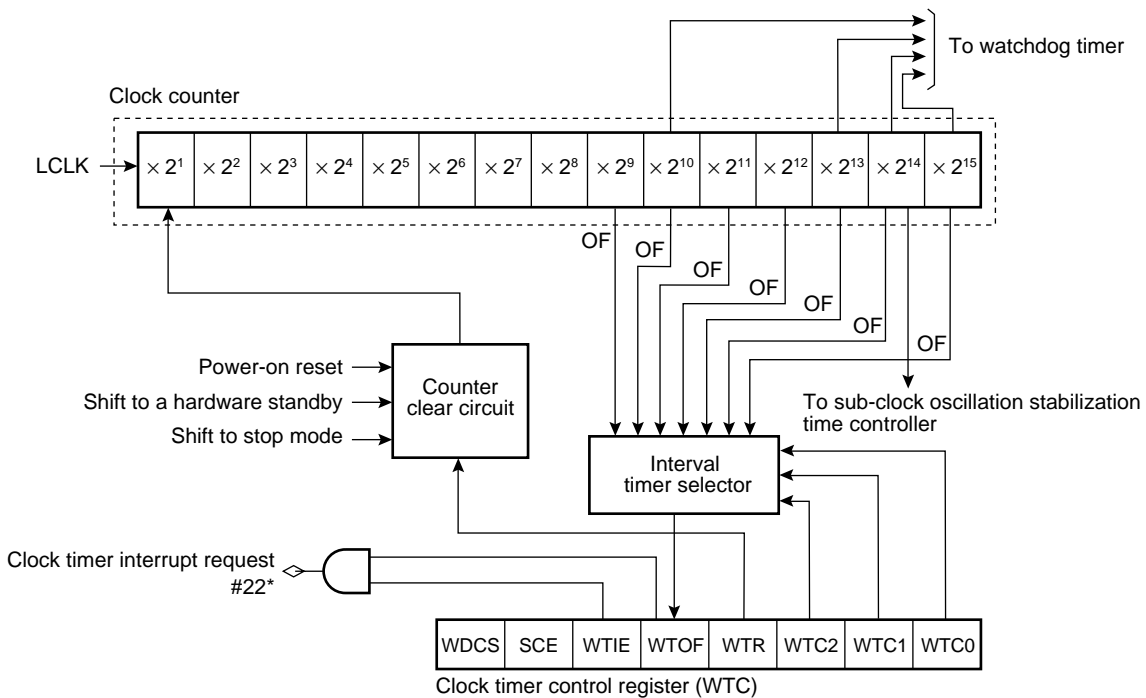 To watchdog timer
Clock counter
LCLK
× 2¹ × 2² × 2³ × 2⁴ × 2⁵ × 2⁶ × 2⁷ × 2⁸ × 2⁹ × 2¹⁰ × 2¹¹ × 2¹² × 2¹³ × 2¹⁴ × 2¹⁵
OF
OF
OF
OF
OF
OF
OF
Power-on reset
Shift to a hardware standby
Shift to stop mode
Counter
clear circuit
To sub-clock oscillation stabilization
time controller
Interval
timer selector
Clock timer interrupt request
#22*
WDCS SCE WTIE WTOF WTR WTC2 WTC1 WTC0
Clock timer control register (WTC)